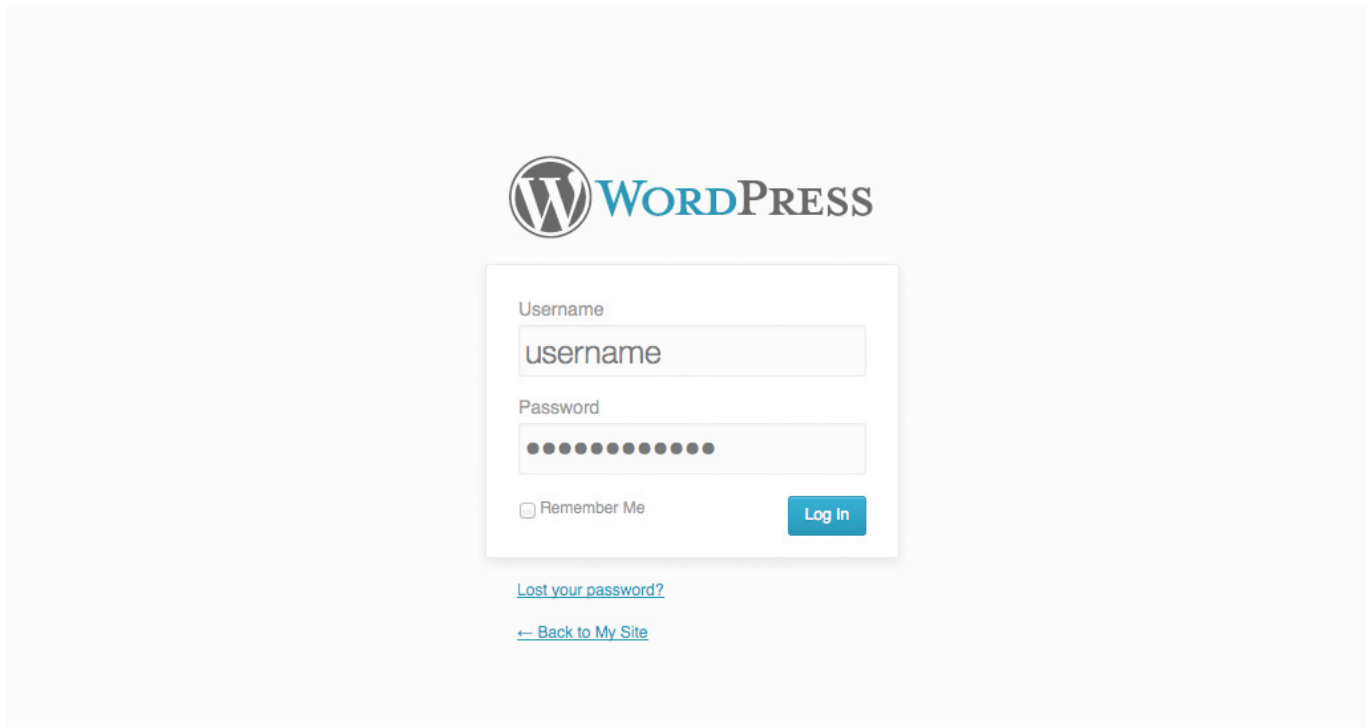 WORDPRESS
Username
username
Password
●●●●●●●●●●●●
Remember Me
Log In
Lost your password?
← Back to My Site